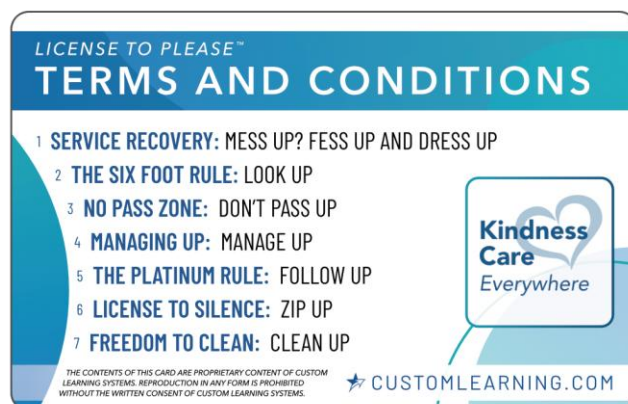 LICENSE TO PLEASE™
TERMS AND CONDITIONS
1 SERVICE RECOVERY: MESS UP? FESS UP AND DRESS UP
2 THE SIX FOOT RULE: LOOK UP
3 NO PASS ZONE: DON'T PASS UP
4 MANAGING UP: MANAGE UP
5 THE PLATINUM RULE: FOLLOW UP
6 LICENSE TO SILENCE: ZIP UP
7 FREEDOM TO CLEAN: CLEAN UP
Kindness
Care
Everywhere
THE CONTENTS OF THIS CARD ARE PROPRIETARY CONTENT OF CUSTOM
LEARNING SYSTEMS. REPRODUCTION IN ANY FORM IS PROHIBITED
WITHOUT THE WRITTEN CONSENT OF CUSTOM LEARNING SYSTEMS.
CUSTOMLEARNING.COM